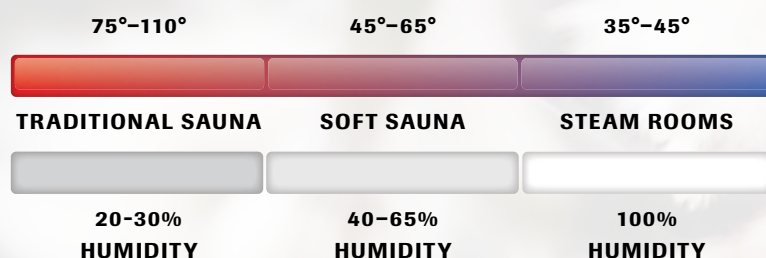 75°–110° 45°–65° 35°–45°
TRADITIONAL SAUNA SOFT SAUNA STEAM ROOMS
20-30% 40–65% 100%
HUMIDITY HUMIDITY HUMIDITY